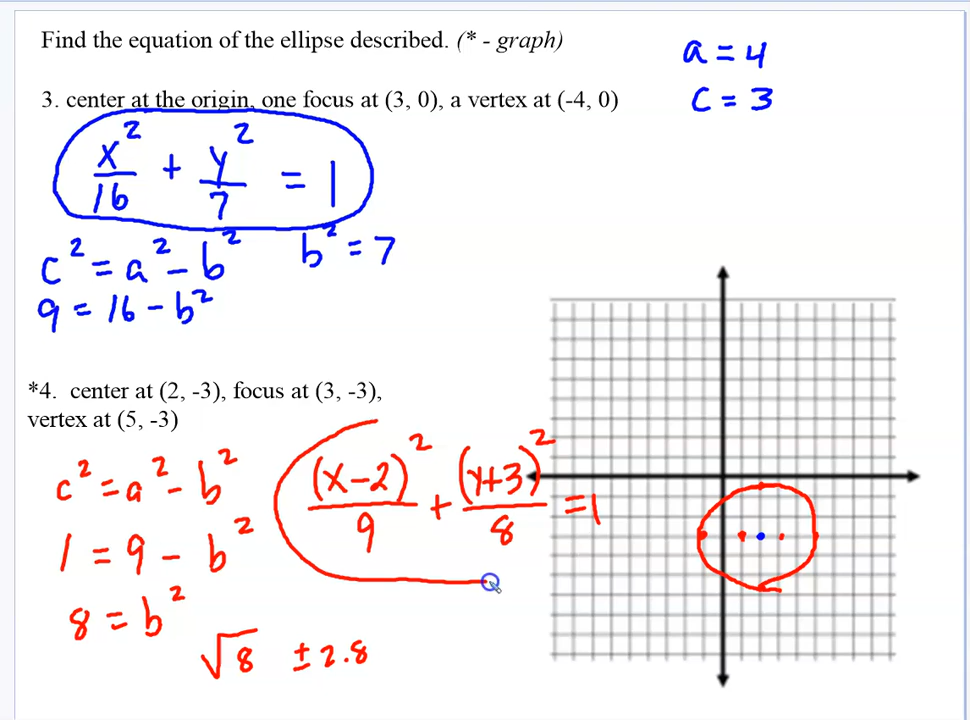 Find the equation of the ellipse described. (* - graph)
a = 4
3. center at the origin, one focus at (3, 0), a vertex at (-4, 0)
c = 3
x²/16 + y²/7 = 1
c² = a² - b²
b² = 7
9 = 16 - b²
*4. center at (2, -3), focus at (3, -3),
vertex at (5, -3)
c² = a² - b²
(x-2)²/9 + (y+3)²/8 = 1
1 = 9 - b²
8 = b²
√8 ± 2.8